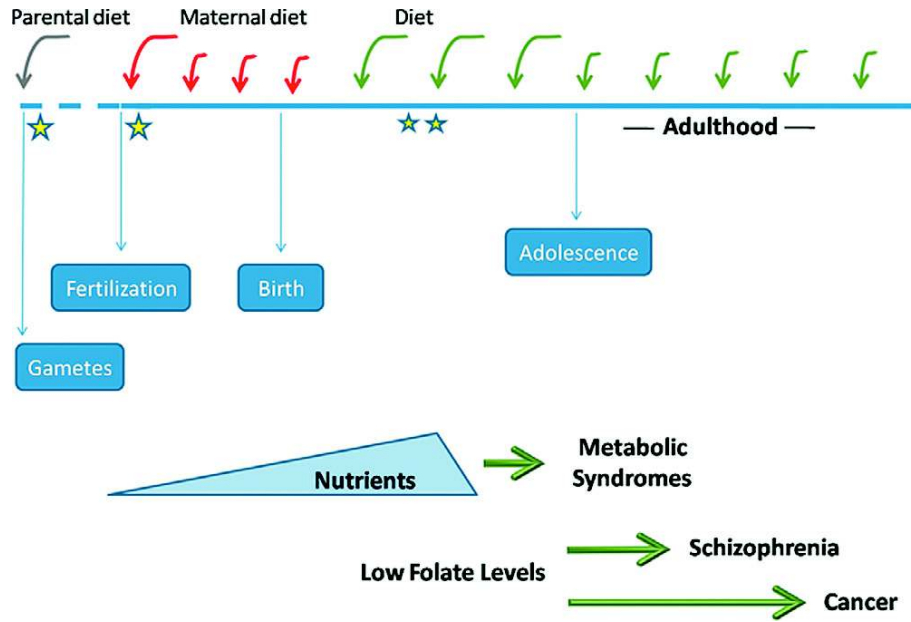 Parental diet
Maternal diet
Diet
Adulthood
Adolescence
Fertilization
Birth
Gametes
Nutrients
Metabolic
Syndromes
Low Folate Levels
Schizophrenia
Cancer